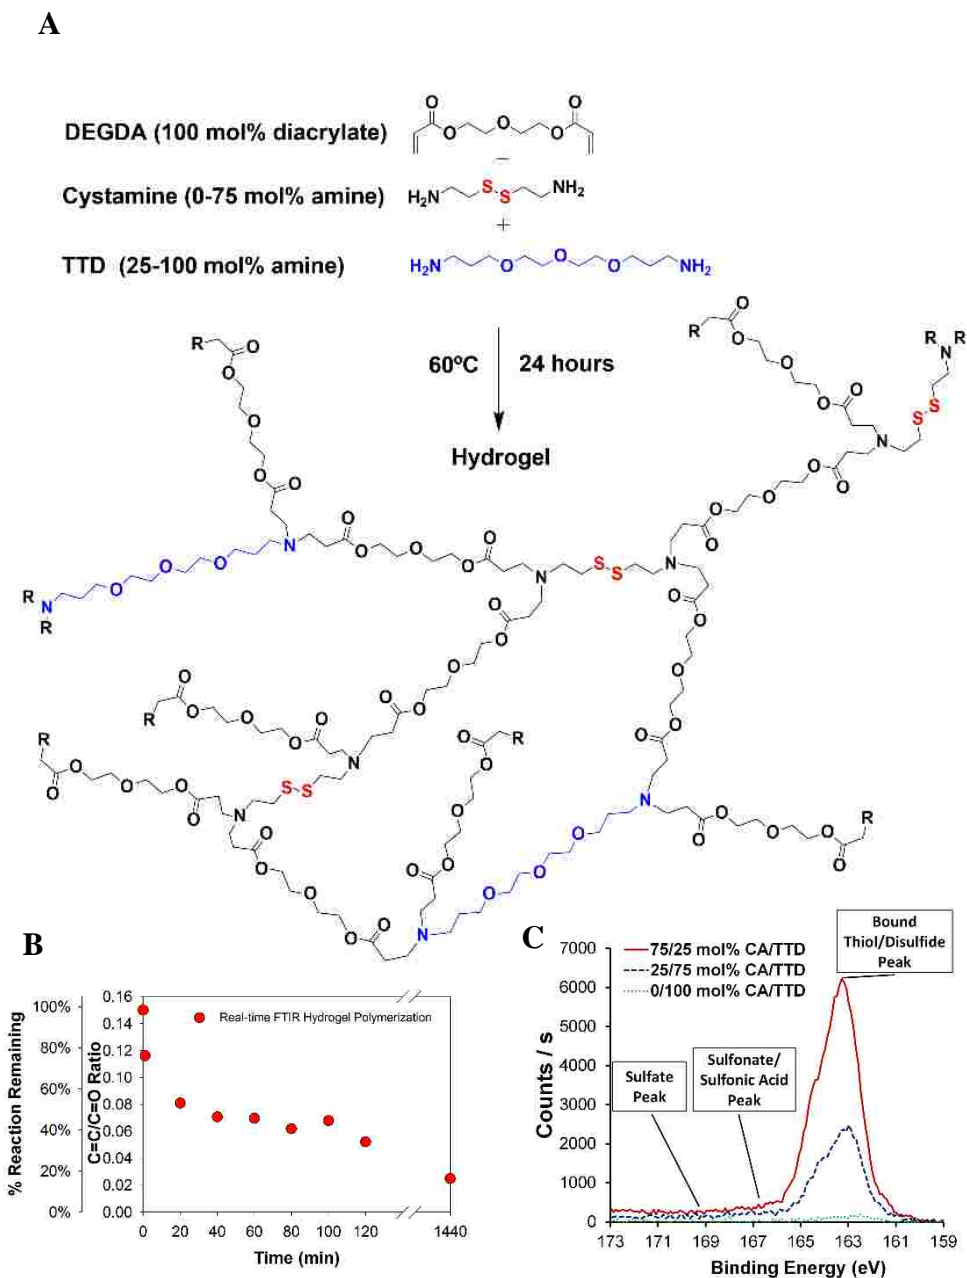 A
DEGDA (100 mol% diacrylate)
O O O O O
Cystamine (0-75 mol% amine)
H₂N S S NH₂
+
TTD (25-100 mol% amine)
H₂N O O O NH₂
60ºC 24 hours
Hydrogel
R O O O O O N S S N R R
R O O O O O N O O O N R R
O O O O O N S S N
O O O O O
R O O O O O N S S N
R O O O O O
O O O O O R
N O O O N
O O O O O R
B
% Reaction Remaining
100%
80%
60%
40%
20%
0%
C=C/C=O Ratio
0.16
0.14
0.12
0.10
0.08
0.06
0.04
0.02
0.00
Real-time FTIR Hydrogel Polymerization
0 20 40 60 80 100 120 1440
Time (min)
C
Counts / s
7000
6000
5000
4000
3000
2000
1000
0
75/25 mol% CA/TTD
25/75 mol% CA/TTD
0/100 mol% CA/TTD
Bound
Thiol/Disulfide
Peak
Sulfonate/
Sulfonic Acid
Peak
Sulfate
Peak
173 171 169 167 165 163 161 159
Binding Energy (eV)